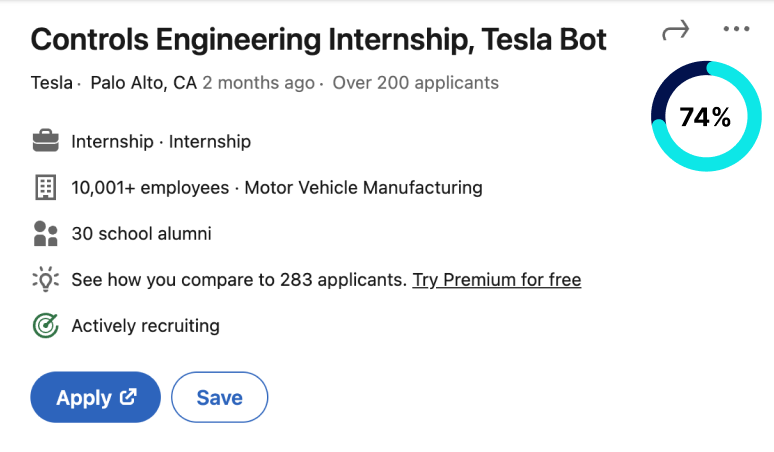 Controls Engineering Internship, Tesla Bot
Tesla · Palo Alto, CA 2 months ago · Over 200 applicants
74%
Internship · Internship
10,001+ employees · Motor Vehicle Manufacturing
30 school alumni
See how you compare to 283 applicants. Try Premium for free
Actively recruiting
Apply
Save